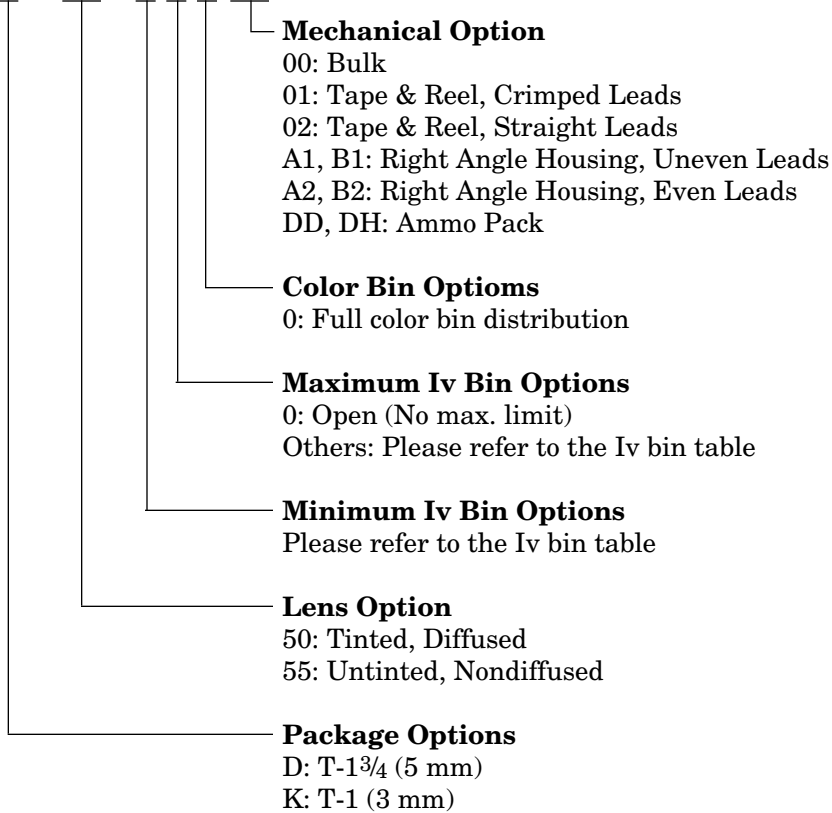 Mechanical Option
00: Bulk
01: Tape & Reel, Crimped Leads
02: Tape & Reel, Straight Leads
A1, B1: Right Angle Housing, Uneven Leads
A2, B2: Right Angle Housing, Even Leads
DD, DH: Ammo Pack
Color Bin Optioms
0: Full color bin distribution
Maximum Iv Bin Options
0: Open (No max. limit)
Others: Please refer to the Iv bin table
Minimum Iv Bin Options
Please refer to the Iv bin table
Lens Option
50: Tinted, Diffused
55: Untinted, Nondiffused
Package Options
D: T-1 3/4 (5 mm)
K: T-1 (3 mm)